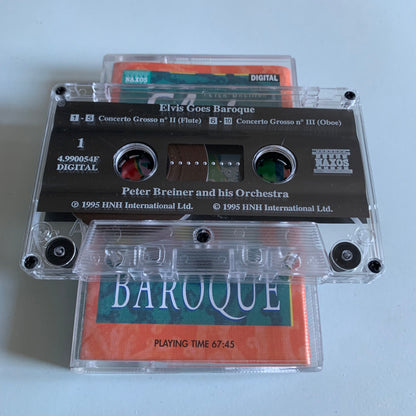 NAXOS
DIGITAL
Elvis Goes Baroque
1 - 5 Concerto Grosso n° II (Flute) 6 - 10 Concerto Grosso n° III (Oboe)
1
4.990054F
DIGITAL
NAXOS
Peter Breiner and his Orchestra
℗ 1995 HNH International Ltd. © 1995 HNH International Ltd.
BAROQUE
PLAYING TIME 67:45